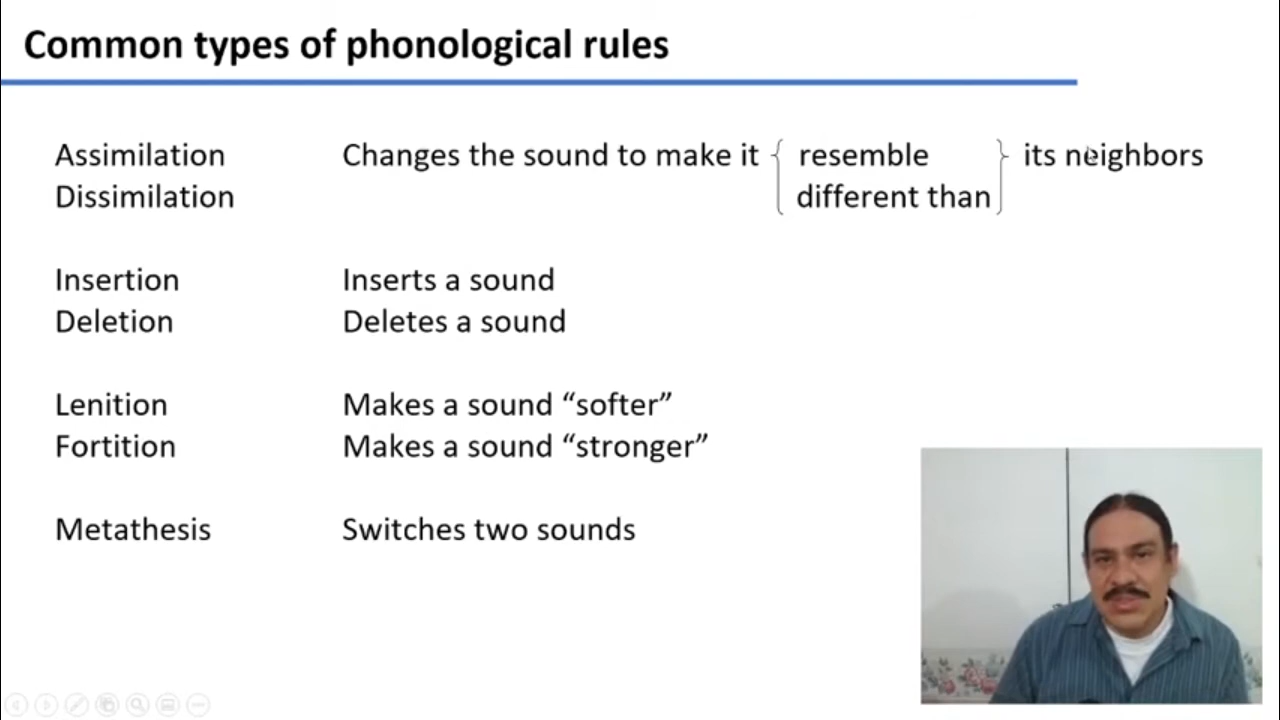 Common types of phonological rules
Assimilation Changes the sound to make it { resemble } its neighbors
Dissimilation different than
Insertion Inserts a sound
Deletion Deletes a sound
Lenition Makes a sound “softer”
Fortition Makes a sound “stronger”
Metathesis Switches two sounds